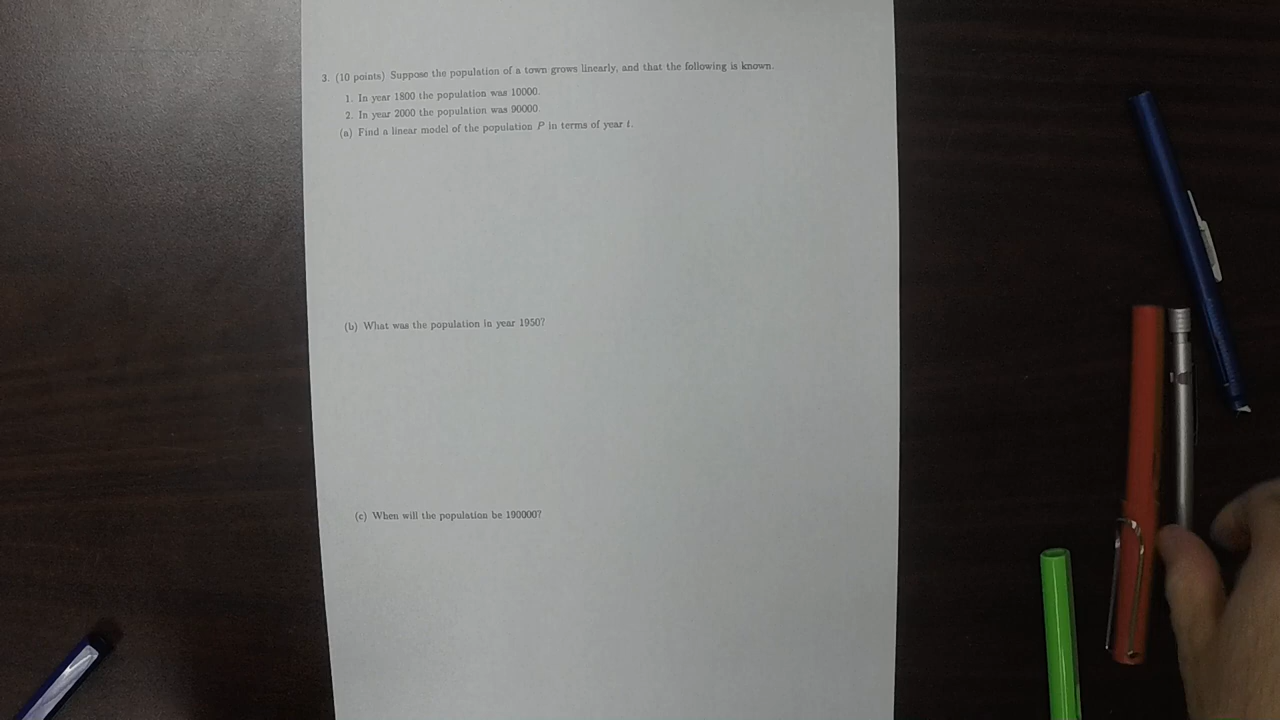 3. (10 points) Suppose the population of a town grows linearly, and that the following is known.
1. In year 1800 the population was 10000.
2. In year 2000 the population was 90000.
(a) Find a linear model of the population P in terms of year t.
(b) What was the population in year 1950?
(c) When will the population be 190000?